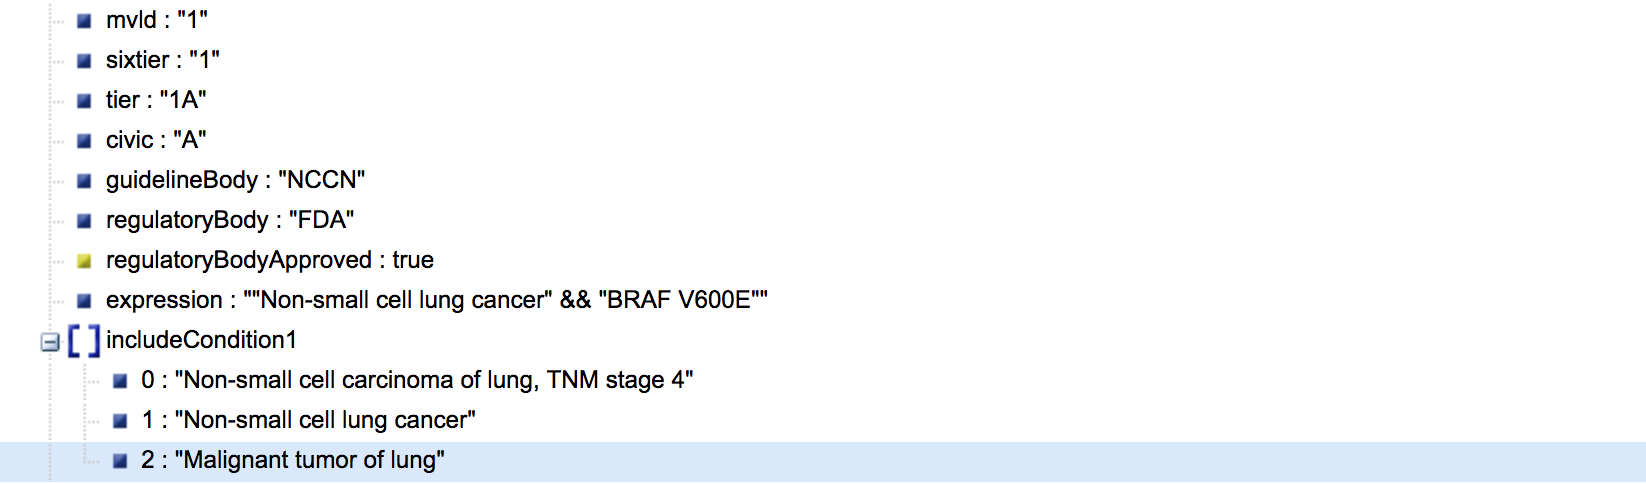 mvld : "1"
sixtier : "1"
tier : "1A"
civic : "A"
guidelineBody : "NCCN"
regulatoryBody : "FDA"
regulatoryBodyApproved : true
expression : ""Non-small cell lung cancer" && "BRAF V600E""
includeCondition1
0 : "Non-small cell carcinoma of lung, TNM stage 4"
1 : "Non-small cell lung cancer"
2 : "Malignant tumor of lung"